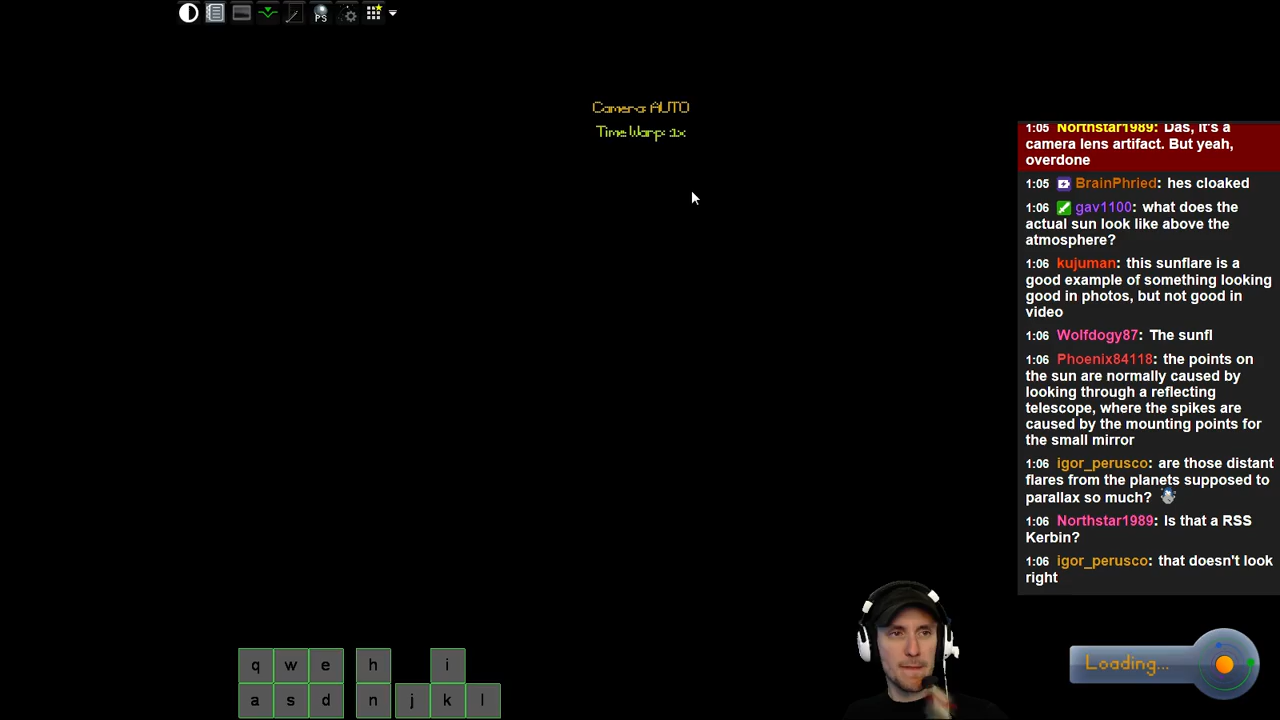 PS
Camera: AUTO
Time Warp: 1x
1:05 Northstar1989: Das, it's a
camera lens artifact. But yeah,
overdone
1:05 BrainPhried: hes cloaked
1:06 gav1100: what does the
actual sun look like above the
atmosphere?
1:06 kujuman: this sunflare is a
good example of something looking
good in photos, but not good in
video
1:06 Wolfdogy87: The sunfl
1:06 Phoenix84118: the points on
the sun are normally caused by
looking through a reflecting
telescope, where the spikes are
caused by the mounting points for
the small mirror
1:06 igor_perusco: are those distant
flares from the planets supposed to
parallax so much?
1:06 Northstar1989: Is that a RSS
Kerbin?
1:06 igor_perusco: that doesn't look
right
q w e h i
a s d n j k l
Loading...